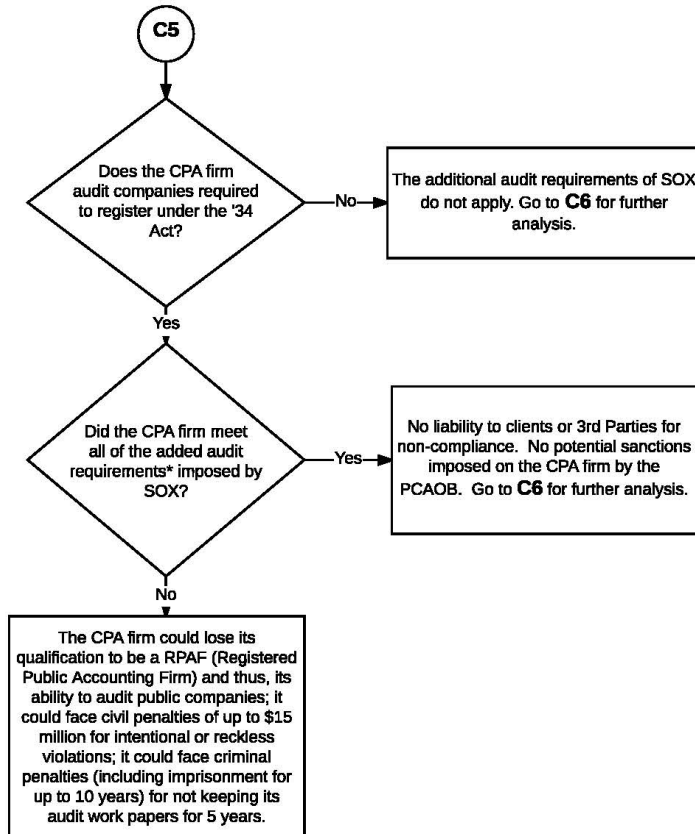 C5
Does the CPA firm
audit companies required
to register under the '34
Act?
No
The additional audit requirements of SOX
do not apply. Go to C6 for further
analysis.
Yes
Did the CPA firm meet
all of the added audit
requirements* imposed by
SOX?
Yes
No liability to clients or 3rd Parties for
non-compliance. No potential sanctions
imposed on the CPA firm by the
PCAOB. Go to C6 for further analysis.
No
The CPA firm could lose its
qualification to be a RPAF (Registered
Public Accounting Firm) and thus, its
ability to audit public companies; it
could face civil penalties of up to $15
million for intentional or reckless
violations; it could face criminal
penalties (including imprisonment for
up to 10 years) for not keeping its
audit work papers for 5 years.